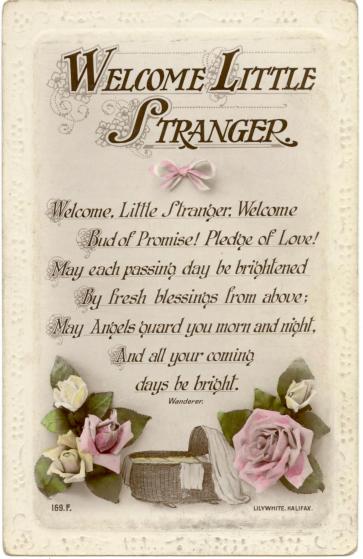 WELCOME LITTLE
STRANGER.
Welcome, Little Stranger, Welcome
Bud of Promise! Pledge of Love!
May each passing day be brightened
By fresh blessings from above;
May Angels guard you morn and night,
And all your coming
days be bright.
Wanderer.
169. F.
LILYWHITE. HALIFAX.